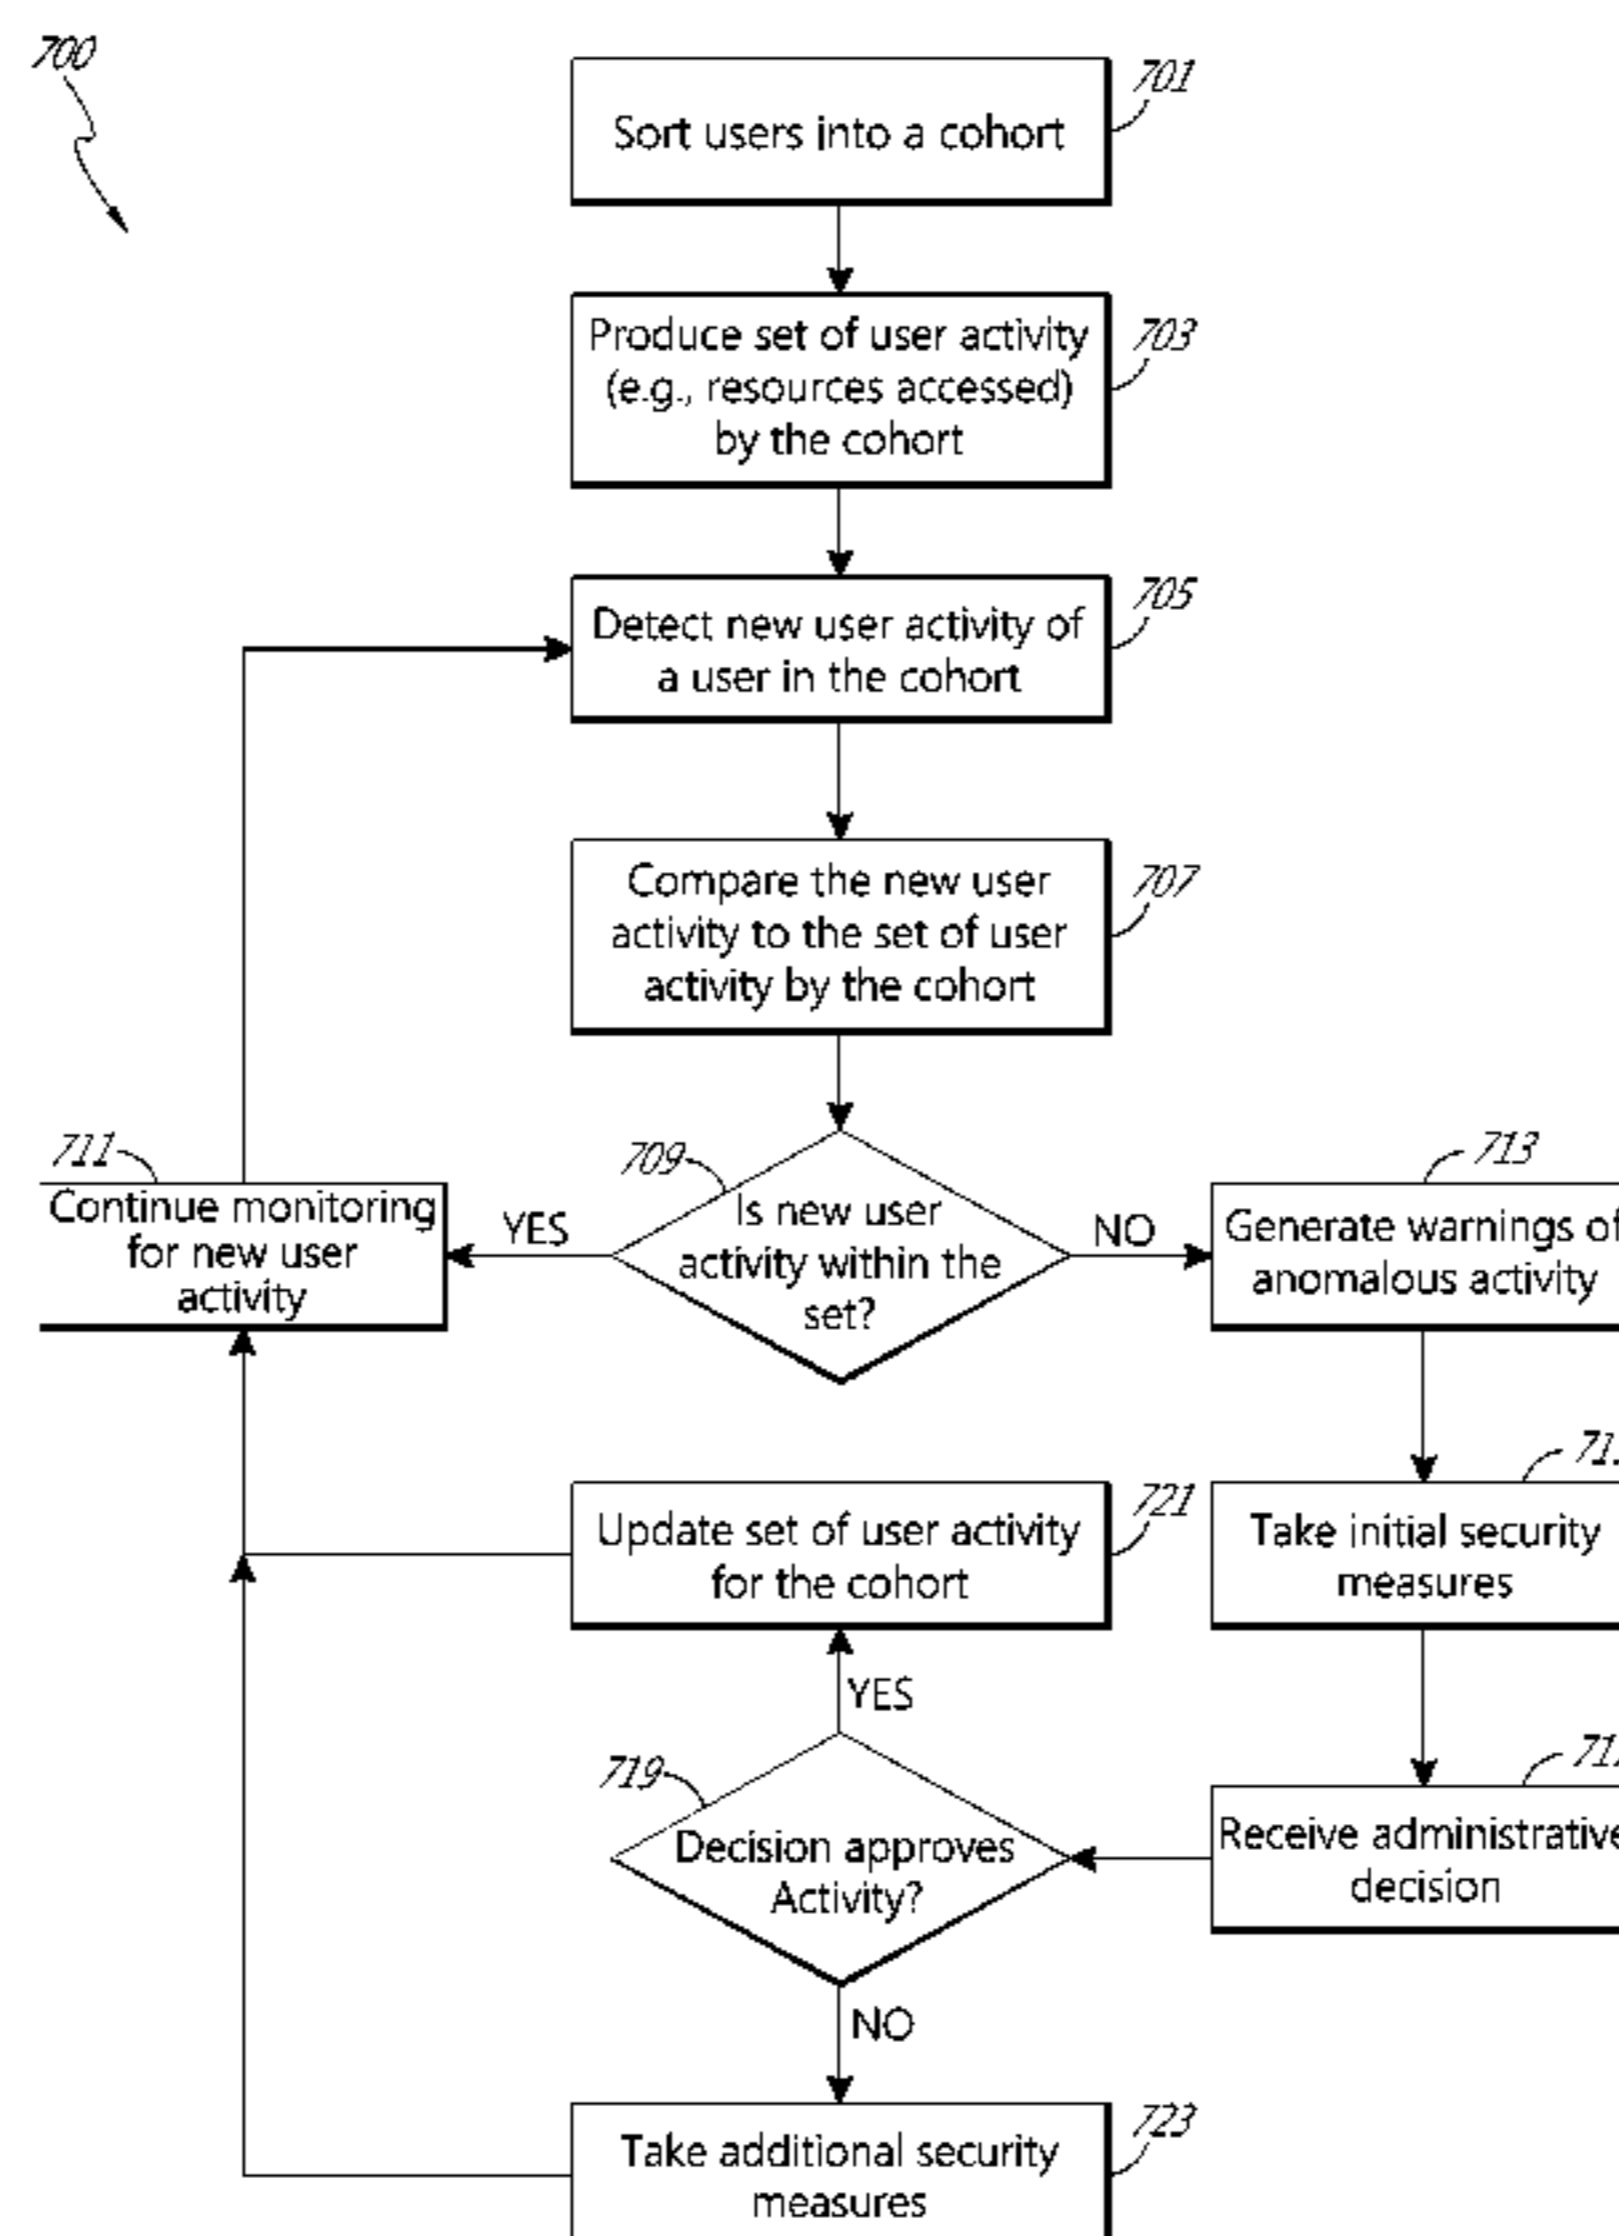 700
701
Sort users into a cohort
Produce set of user activity
(e.g., resources accessed)
by the cohort
703
Detect new user activity of
a user in the cohort
705
Compare the new user
activity to the set of user
activity by the cohort
707
711
Continue monitoring
for new user
activity
YES
709
Is new user
activity within the
set?
NO
713
Generate warnings of
anomalous activity
Update set of user activity
for the cohort
721
Take initial security
measures
YES
719
Decision approves
Activity?
Receive administrative
decision
NO
Take additional security
measures
723